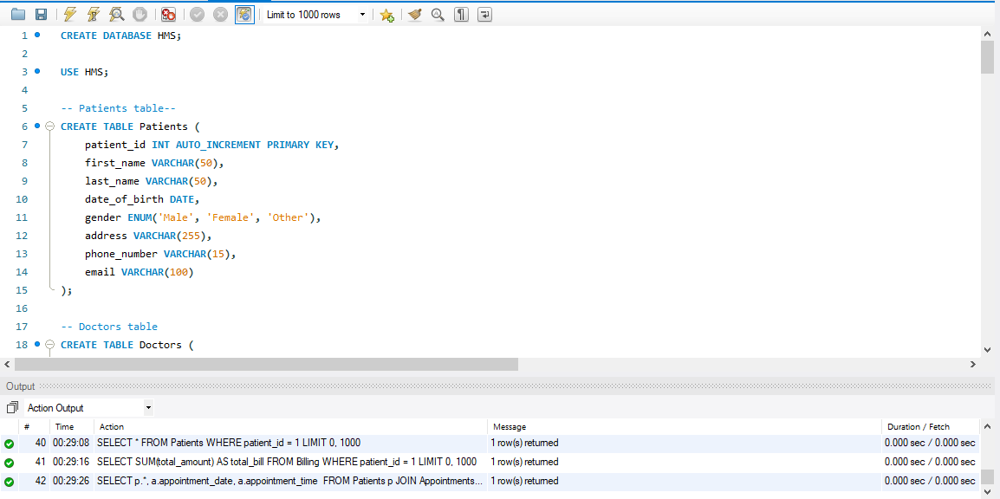 Limit to 1000 rows
1 CREATE DATABASE HMS;
2
3 USE HMS;
4
5 -- Patients table--
6 CREATE TABLE Patients (
7 patient_id INT AUTO_INCREMENT PRIMARY KEY,
8 first_name VARCHAR(50),
9 last_name VARCHAR(50),
10 date_of_birth DATE,
11 gender ENUM('Male', 'Female', 'Other'),
12 address VARCHAR(255),
13 phone_number VARCHAR(15),
14 email VARCHAR(100)
15 );
16
17 -- Doctors table
18 CREATE TABLE Doctors (
Output
Action Output
# Time Action Message Duration / Fetch
40 00:29:08 SELECT * FROM Patients WHERE patient_id = 1 LIMIT 0, 1000 1 row(s) returned 0.000 sec / 0.000 sec
41 00:29:16 SELECT SUM(total_amount) AS total_bill FROM Billing WHERE patient_id = 1 LIMIT 0, 1000 1 row(s) returned 0.000 sec / 0.000 sec
42 00:29:26 SELECT p.*, a.appointment_date, a.appointment_time FROM Patients p JOIN Appointments... 1 row(s) returned 0.000 sec / 0.000 sec